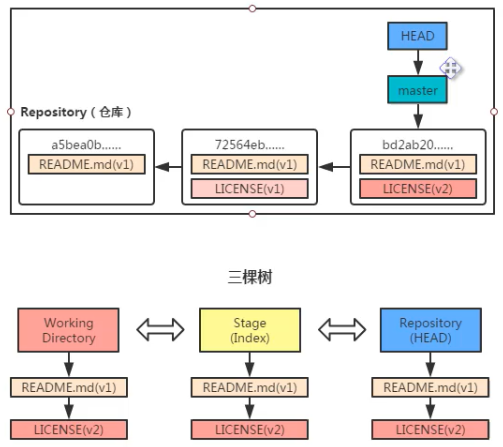 HEAD
master
Repository（仓库）
a5bea0b......
README.md(v1)
72564eb......
README.md(v1)
LICENSE(v1)
bd2ab20......
README.md(v1)
LICENSE(v2)
三棵树
Working
Directory
README.md(v1)
LICENSE(v2)
Stage
(Index)
README.md(v1)
LICENSE(v2)
Repository
(HEAD)
README.md(v1)
LICENSE(v2)